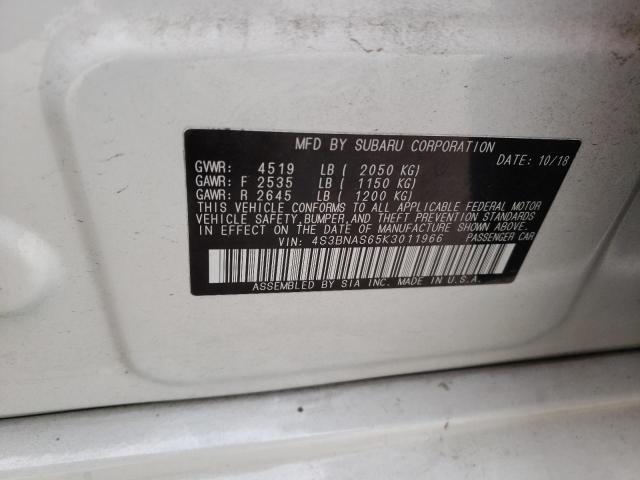 MFD BY SUBARU CORPORATION
DATE: 10/18
GVWR: 4519 LB ( 2050 KG)
GAWR: F 2535 LB ( 1150 KG)
GAWR: R 2645 LB ( 1200 KG)
THIS VEHICLE CONFORMS TO ALL APPLICABLE FEDERAL MOTOR
VEHICLE SAFETY, BUMPER, AND THEFT PREVENTION STANDARDS
IN EFFECT ON THE DATE OF MANUFACTURE SHOWN ABOVE.
VIN: 4S3BNAS65K3011966 PASSENGER CAR
ASSEMBLED BY SIA INC. MADE IN U.S.A.